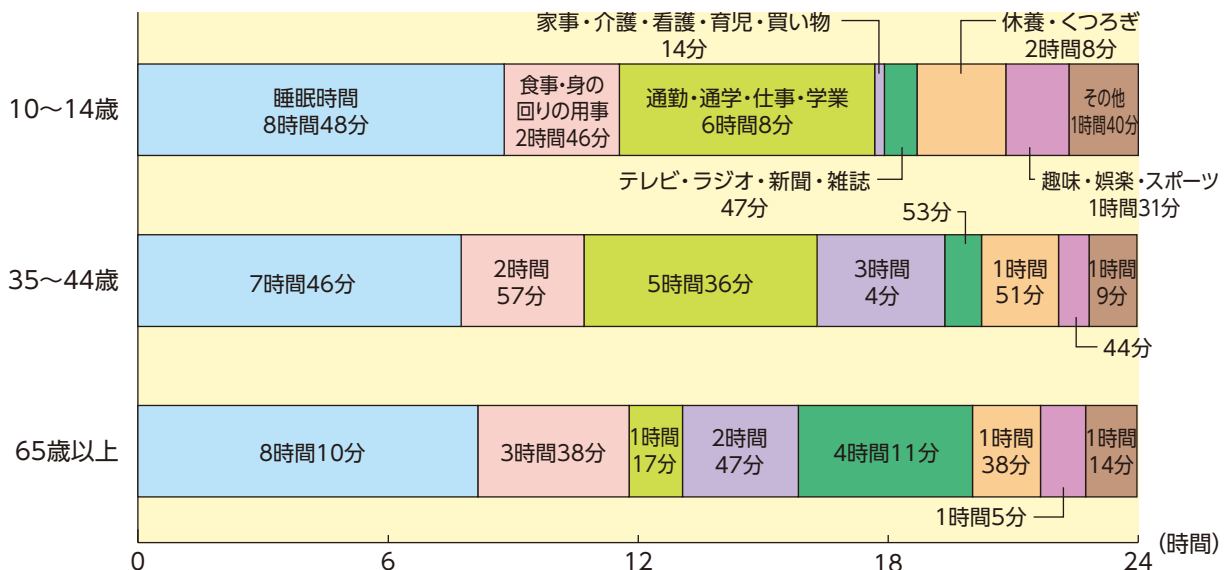 家事・介護・看護・育児・買い物
14分
休養・くつろぎ
2時間8分
10～14歳
睡眠時間
8時間48分
食事・身の
回りの用事
2時間46分
通勤・通学・仕事・学業
6時間8分
その他
1時間40分
テレビ・ラジオ・新聞・雑誌
47分
趣味・娯楽・スポーツ
1時間31分
53分
35～44歳
7時間46分
2時間
57分
5時間36分
3時間
4分
1時間
51分
1時間
9分
44分
65歳以上
8時間10分
3時間38分
1時間
17分
2時間
47分
4時間11分
1時間
38分
1時間
14分
1時間5分
0 6 12 18 24 (時間)